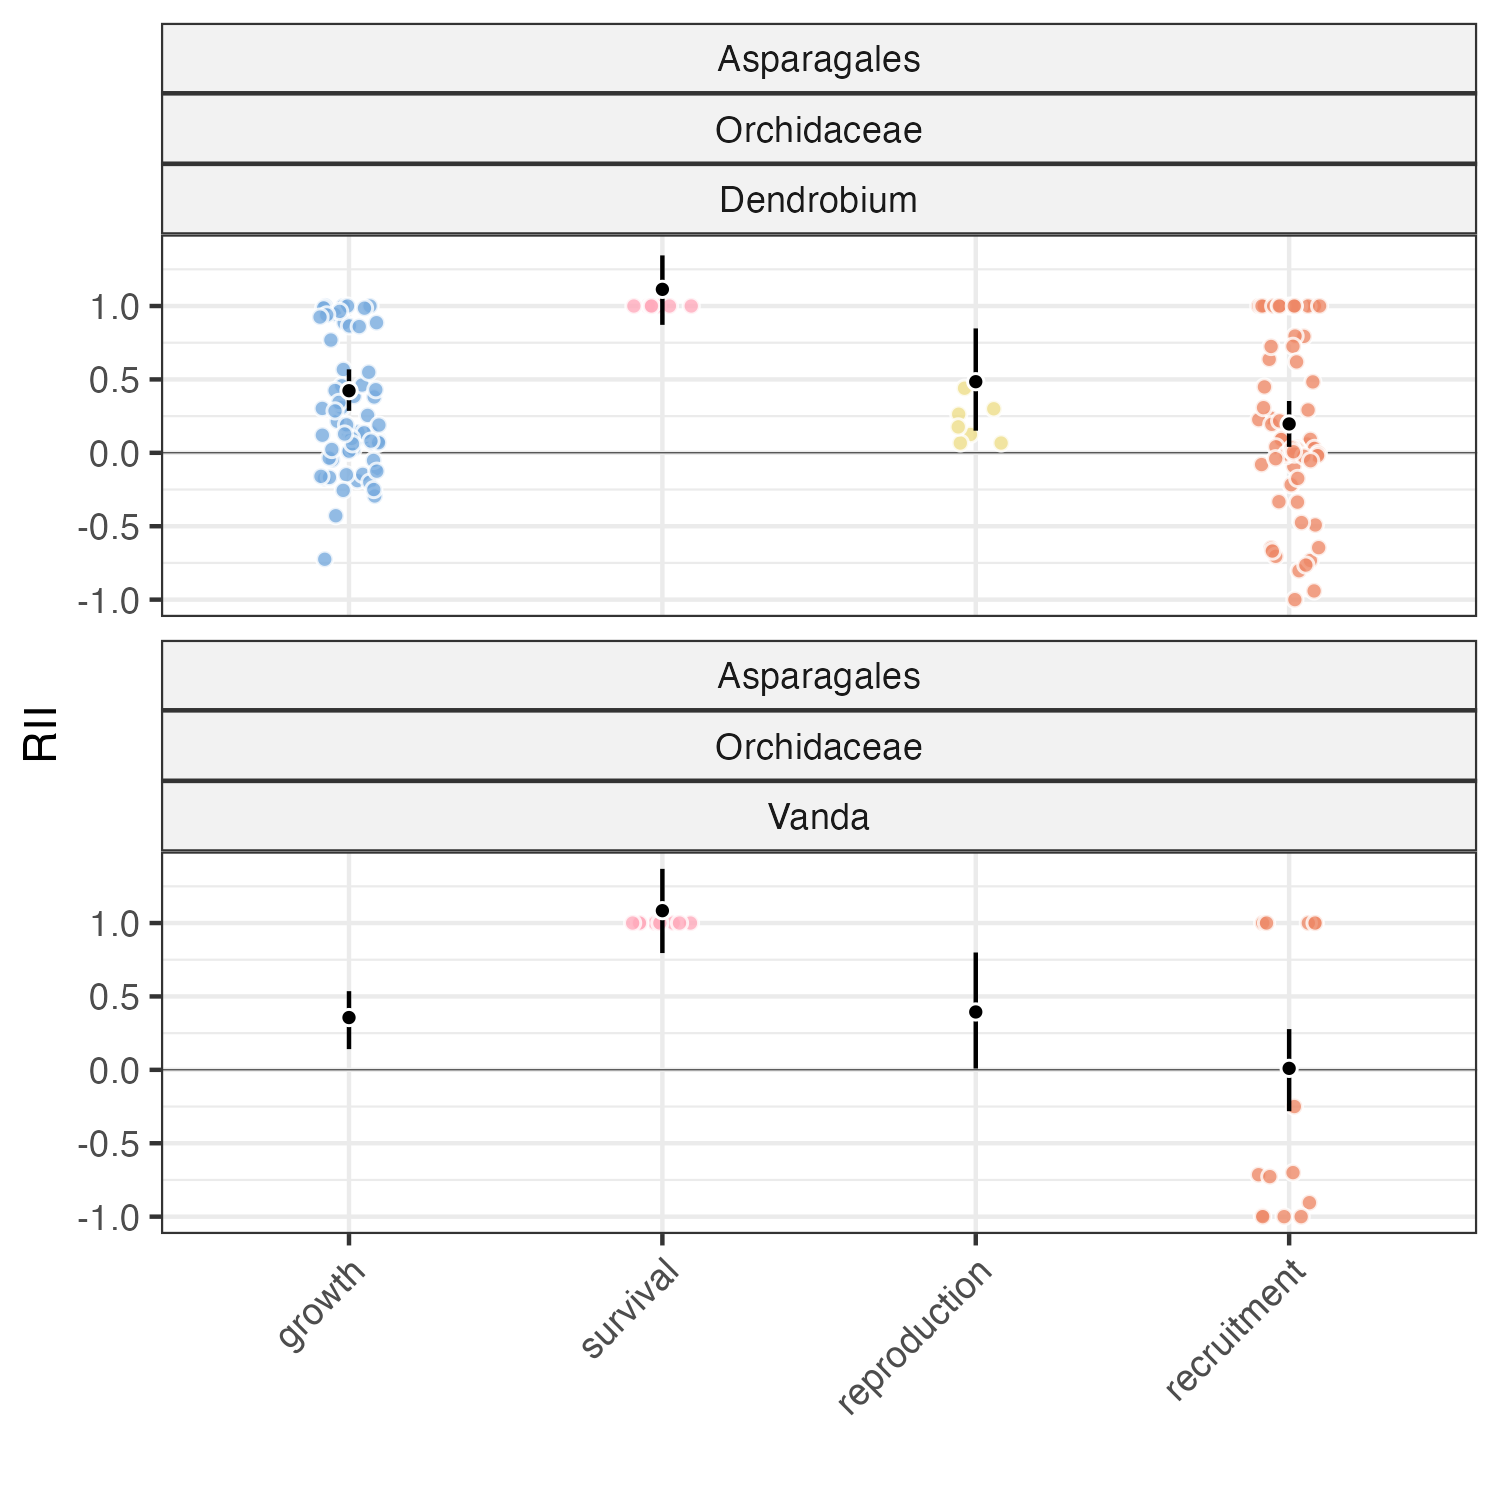 Asparagales
Orchidaceae
Dendrobium
1.0
0.5
0.0
-0.5
-1.0
RII
Asparagales
Orchidaceae
Vanda
1.0
0.5
0.0
-0.5
-1.0
growth
survival
reproduction
recruitment